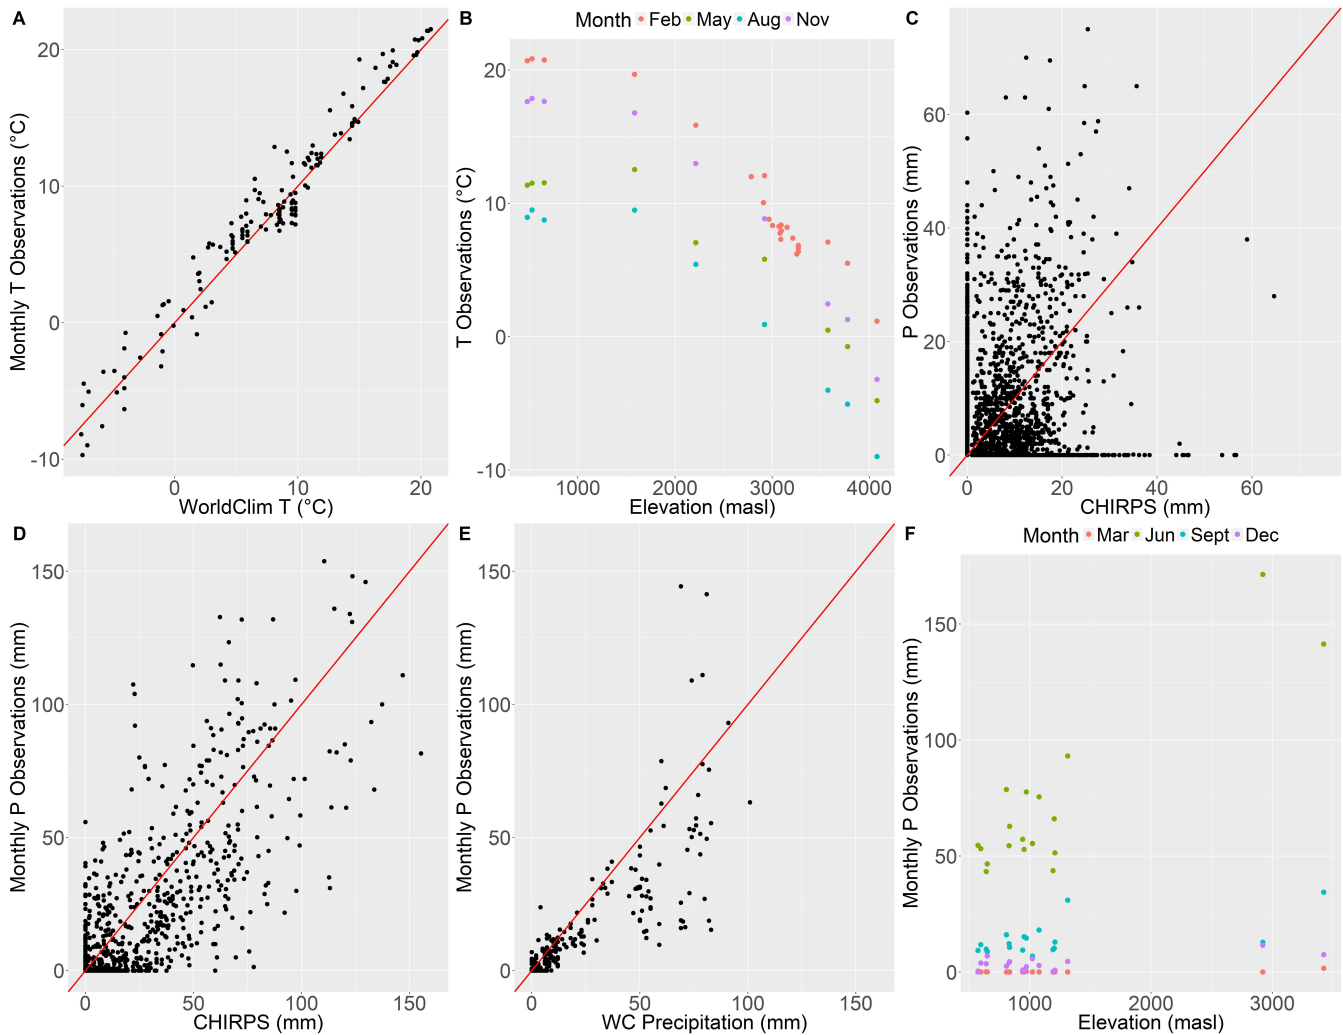 A
20
10
0
-10
0
10
20
Monthly T Observations (°C)
WorldClim T (°C)
B
Month Feb May Aug Nov
20
10
0
-10
1000
2000
3000
4000
T Observations (°C)
Elevation (masl)
C
60
40
20
0
0
20
40
60
P Observations (mm)
CHIRPS (mm)
D
150
100
50
0
0
50
100
150
Monthly P Observations (mm)
CHIRPS (mm)
E
150
100
50
0
0
50
100
150
Monthly P Observations (mm)
WC Precipitation (mm)
F
Month Mar Jun Sept Dec
150
100
50
0
1000
2000
3000
Monthly P Observations (mm)
Elevation (masl)